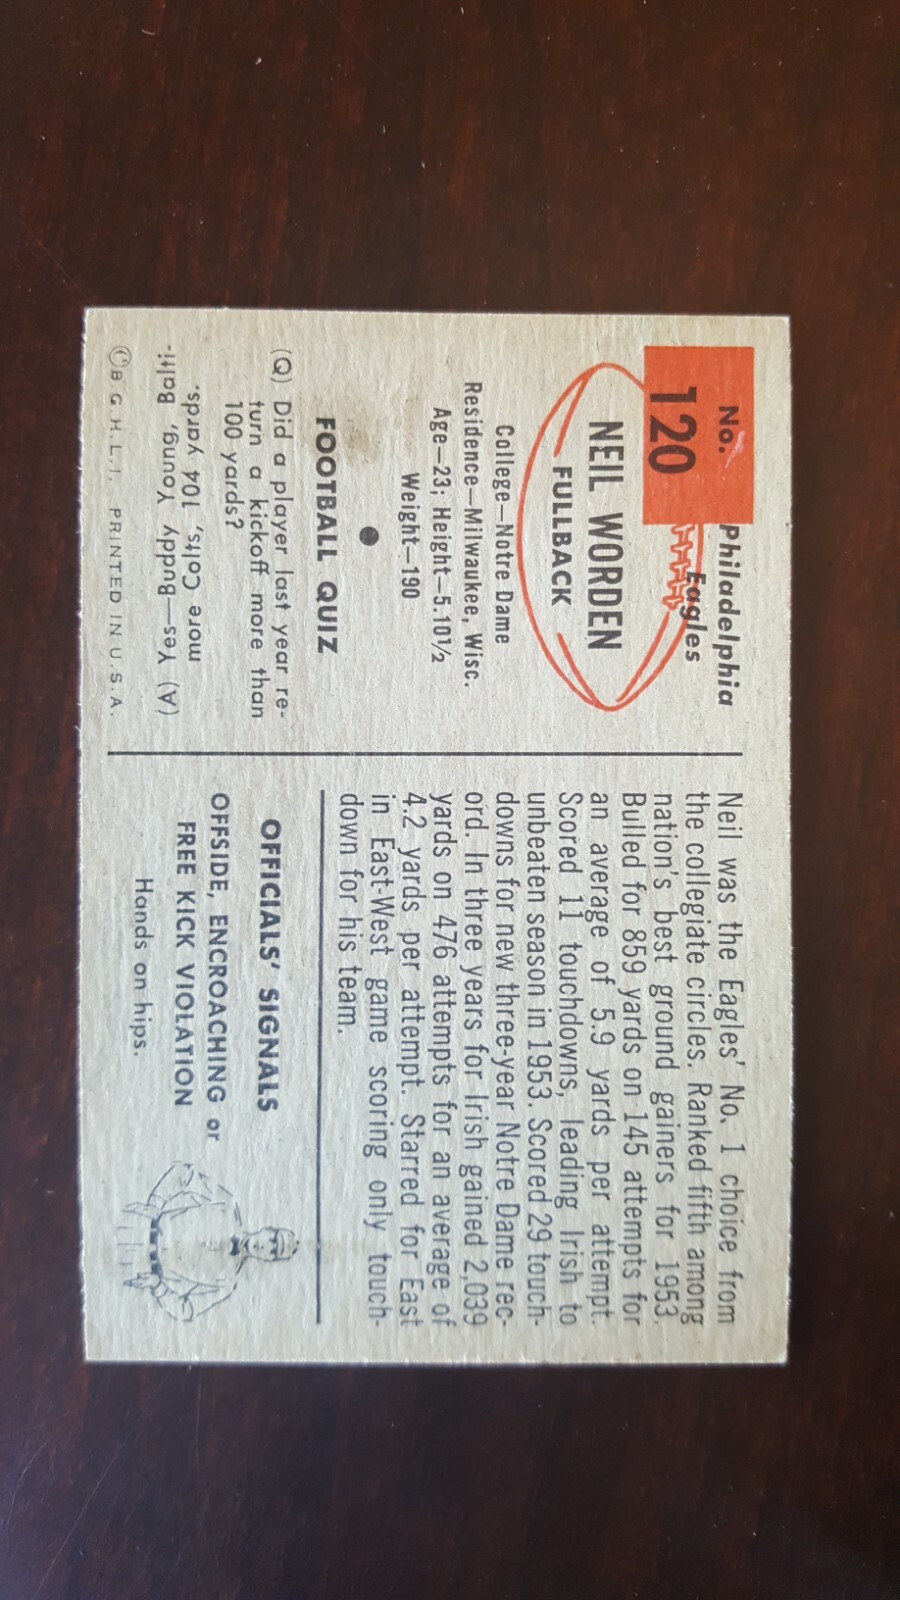 No.
120
Philadelphia
Eagles
NEIL WORDEN
FULLBACK
College—Notre Dame
Residence—Milwaukee, Wisc.
Age—23; Height—5.10½
Weight—190
FOOTBALL QUIZ
(Q) Did a player last year re-
turn a kickoff more than
100 yards?
(A) Yes—Buddy Young, Balti-
more Colts, 104 yards.
©B.G.H.L.I. PRINTED IN U.S.A.
Neil was the Eagles' No. 1 choice from
the collegiate circles. Ranked fifth among
nation's best ground gainers for 1953.
Bulled for 859 yards on 145 attempts for
an average of 5.9 yards per attempt.
Scored 11 touchdowns, leading Irish to
unbeaten season in 1953. Scored 29 touch-
downs for new three-year Notre Dame rec-
ord. In three years for Irish gained 2,039
yards on 476 attempts for an average of
4.2 yards per attempt. Starred for East
in East-West game scoring only touch-
down for his team.
OFFICIALS' SIGNALS
OFFSIDE, ENCROACHING or
FREE KICK VIOLATION
Hands on hips.